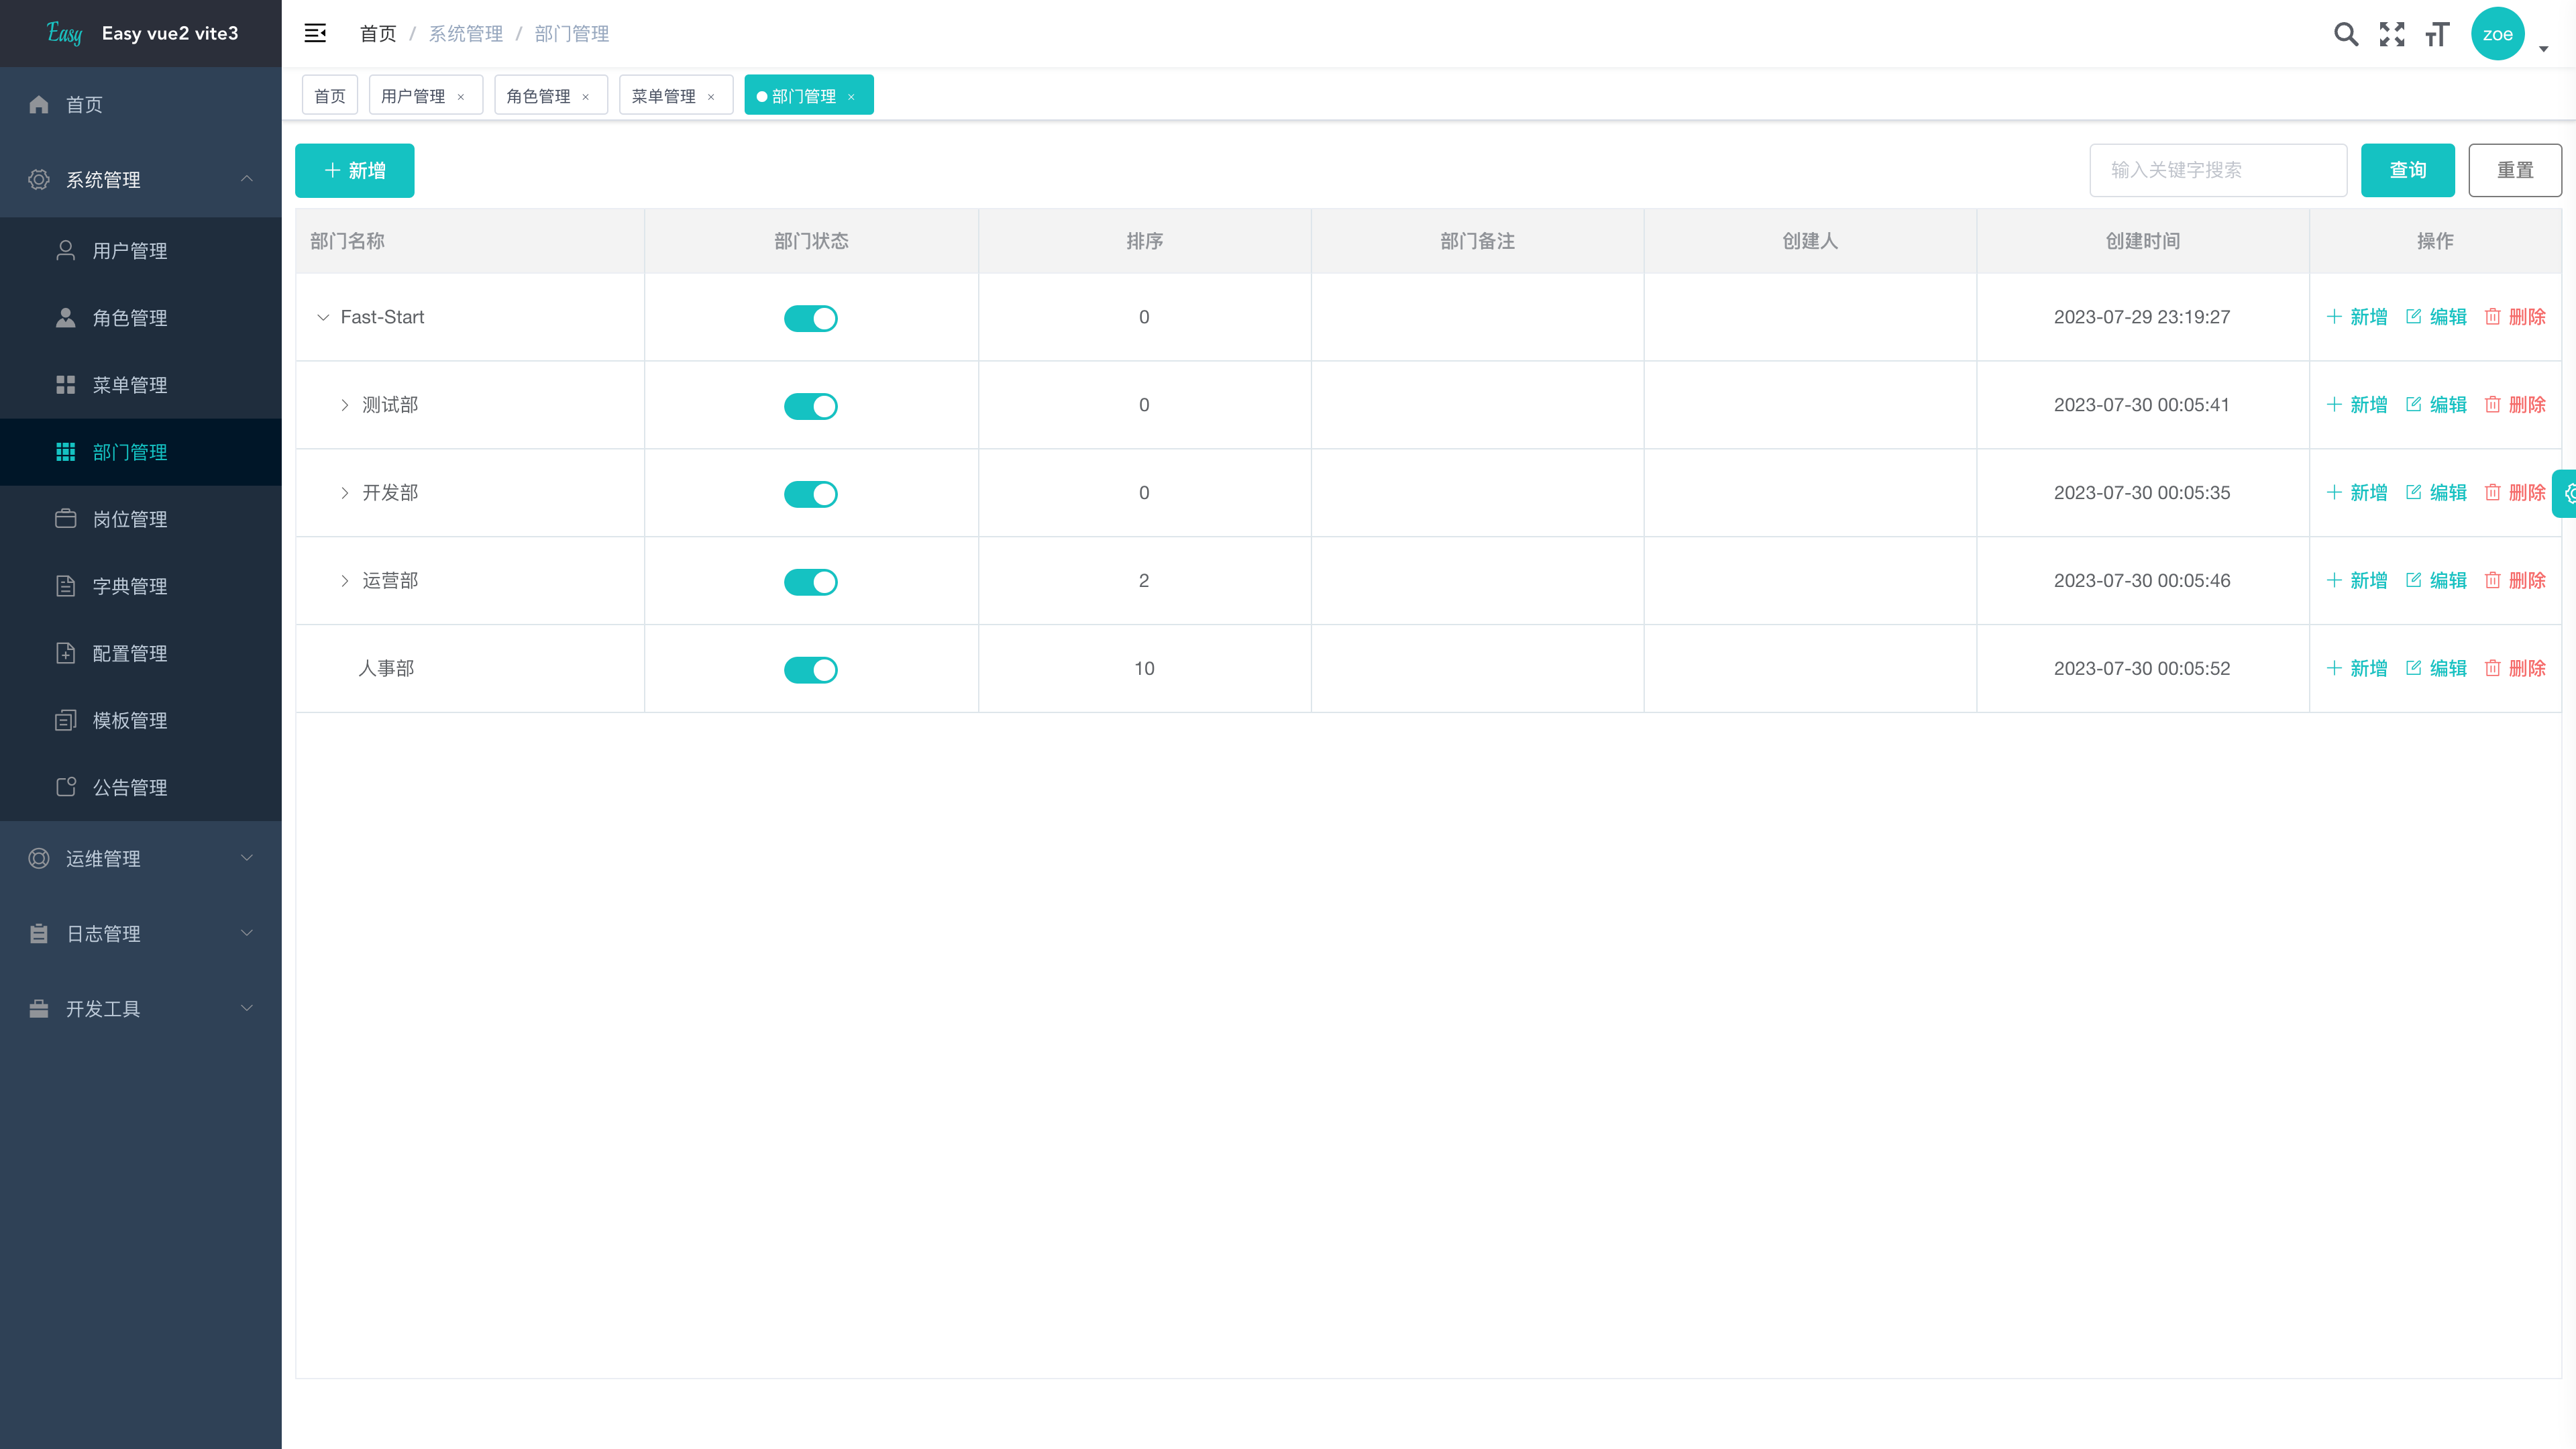 Easy Easy vue2 vite3
首页
系统管理
用户管理
角色管理
菜单管理
部门管理
岗位管理
字典管理
配置管理
模板管理
公告管理
运维管理
日志管理
开发工具
首页 / 系统管理 / 部门管理
zoe
首页 用户管理 × 角色管理 × 菜单管理 × 部门管理 ×
+ 新增 输入关键字搜索 查询 重置
部门名称 部门状态 排序 部门备注 创建人 创建时间 操作
Fast-Start 0 2023-07-29 23:19:27 + 新增 编辑 删除
测试部 0 2023-07-30 00:05:41 + 新增 编辑 删除
开发部 0 2023-07-30 00:05:35 + 新增 编辑 删除
运营部 2 2023-07-30 00:05:46 + 新增 编辑 删除
人事部 10 2023-07-30 00:05:52 + 新增 编辑 删除